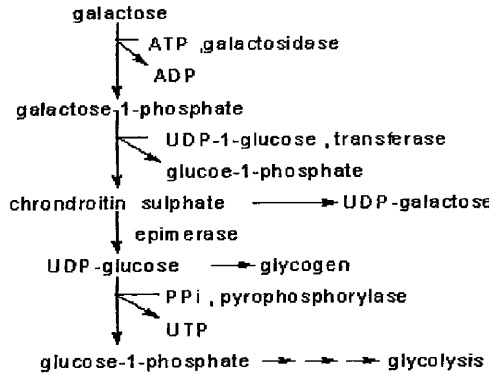 galactose
ATP ,galactosidase
ADP
galactose-1-phosphate
UDP-1-glucose ,transferase
glucoe-1-phosphate
chrondroitin sulphate UDP-galactose
epimerase
UDP-glucose glycogen
PPi , pyrophosphorylase
UTP
glucose-1-phosphate glycolysis